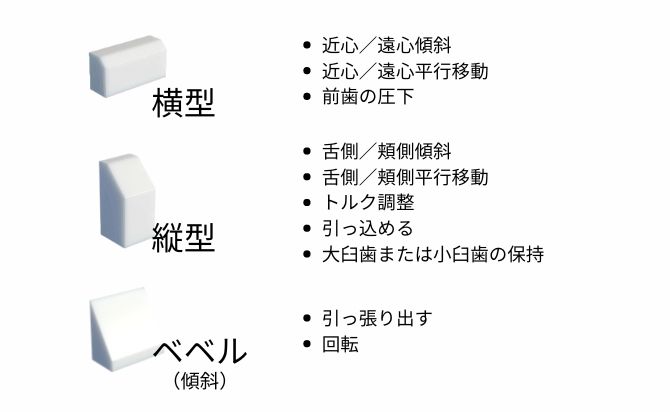 横型
• 近心／遠心傾斜
• 近心／遠心平行移動
• 前歯の圧下
縦型
• 舌側／頬側傾斜
• 舌側／頬側平行移動
• トルク調整
• 引っ込める
• 大臼歯または小臼歯の保持
ベベル
（傾斜）
• 引っ張り出す
• 回転